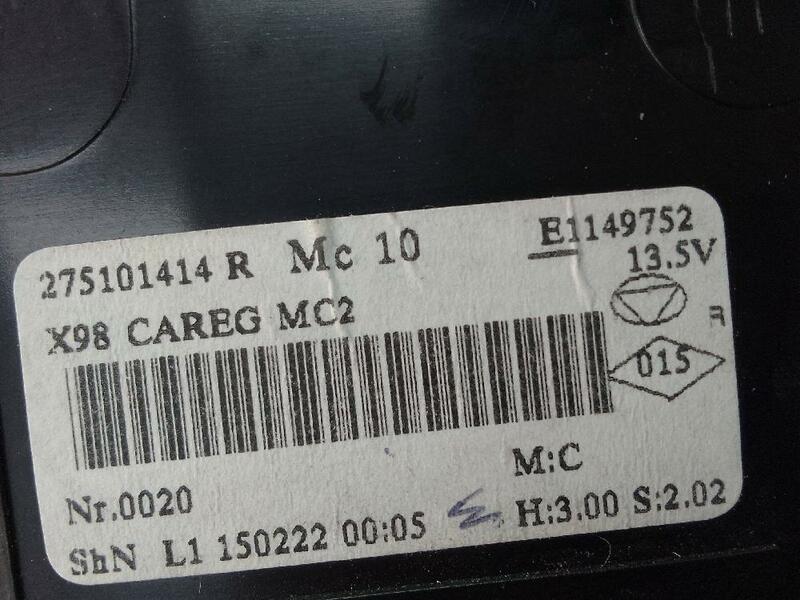 275101414 R Mc 10 E1149752
13.5V
X98 CAREG MC2
R
015
M:C
Nr.0020
H:3.00 S:2.02
ShN L1 150222 00:05